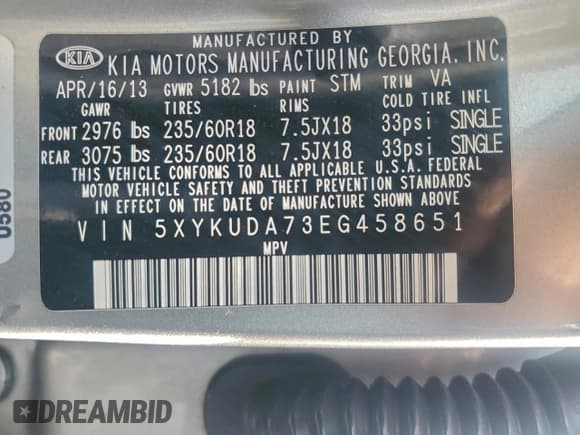 MANUFACTURED BY
KIA KIA MOTORS MANUFACTURING GEORGIA, INC.
APR/16/13 GVWR 5182 lbs PAINT STM TRIM VA
GAWR TIRES RIMS COLD TIRE INFL
FRONT 2976 lbs 235/60R18 7.5JX18 33psi SINGLE
REAR 3075 lbs 235/60R18 7.5JX18 33psi SINGLE
THIS VEHICLE CONFORMS TO ALL APPLICABLE U.S.A. FEDERAL
MOTOR VEHICLE SAFETY AND THEFT PREVENTION STANDARDS
IN EFFECT ON THE DATE OF MANUFACTURE SHOWN ABOVE.
VIN 5XYKUDA73EG458651
MPV
0580
DREAMBID